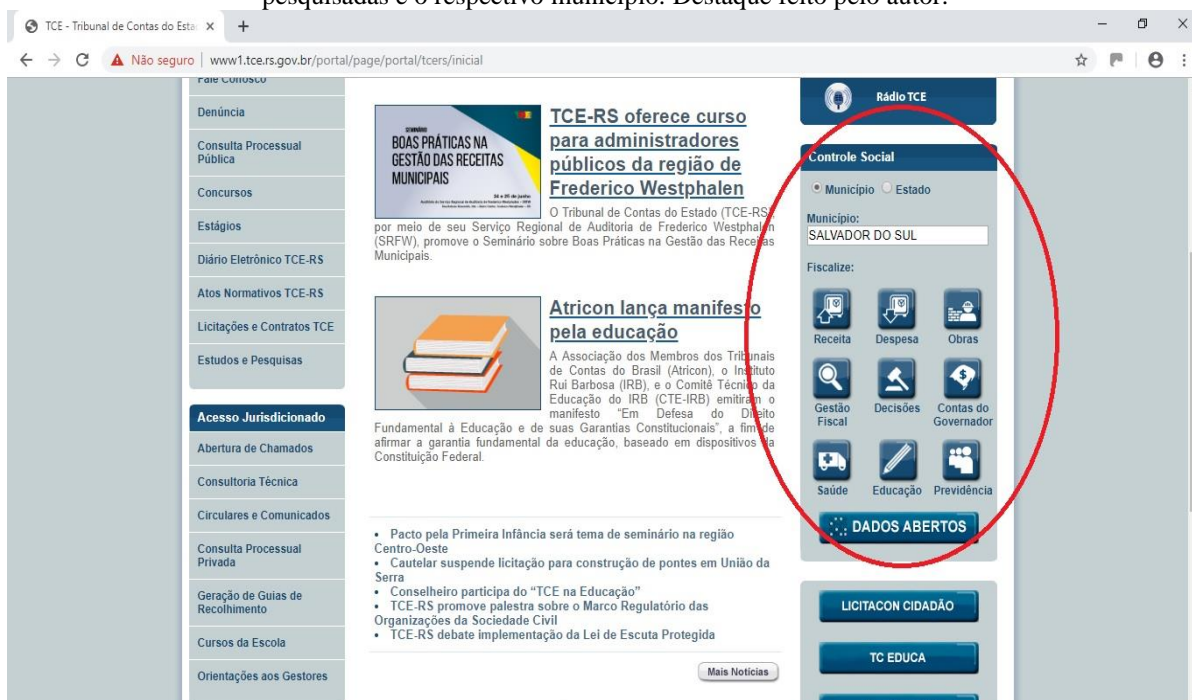 pesquisadas e o respectivo município. Destaque feito pelo autor.
TCE - Tribunal de Contas do Esta
Não seguro | www1.tce.rs.gov.br/portal/page/portal/tcers/inicial
Fale Conosco
Denúncia
Consulta Processual
Pública
Concursos
Estágios
Diário Eletrônico TCE-RS
Atos Normativos TCE-RS
Licitações e Contratos TCE
Estudos e Pesquisas
Acesso Jurisdicionado
Abertura de Chamados
Consultoria Técnica
Circulares e Comunicados
Consulta Processual
Privada
Geração de Guias de
Recolhimento
Cursos da Escola
Orientações aos Gestores
SEMINÁRIO
BOAS PRÁTICAS NA
GESTÃO DAS RECEITAS
MUNICIPAIS
TCE-RS oferece curso
para administradores
públicos da região de
Frederico Westphalen
O Tribunal de Contas do Estado (TCE-RS),
por meio de seu Serviço Regional de Auditoria de Frederico Westphalen
(SRFW), promove o Seminário sobre Boas Práticas na Gestão das Receitas
Municipais.
Atricon lança manifesto
pela educação
A Associação dos Membros dos Tribunais
de Contas do Brasil (Atricon), o Instituto
Rui Barbosa (IRB), e o Comitê Técnico da
Educação do IRB (CTE-IRB) emitiram o
manifesto “Em Defesa do Direito
Fundamental à Educação e de suas Garantias Constitucionais”, a fim de
afirmar a garantia fundamental da educação, baseado em dispositivos da
Constituição Federal.
• Pacto pela Primeira Infância será tema de seminário na região
Centro-Oeste
• Cautelar suspende licitação para construção de pontes em União da
Serra
• Conselheiro participa do “TCE na Educação”
• TCE-RS promove palestra sobre o Marco Regulatório das
Organizações da Sociedade Civil
• TCE-RS debate implementação da Lei de Escuta Protegida
Mais Notícias
Rádio TCE
Controle Social
Município Estado
Município:
SALVADOR DO SUL
Fiscalize:
Receita Despesa Obras
Gestão Fiscal Decisões Contas do Governador
Saúde Educação Previdência
DADOS ABERTOS
LICITACON CIDADÃO
TC EDUCA